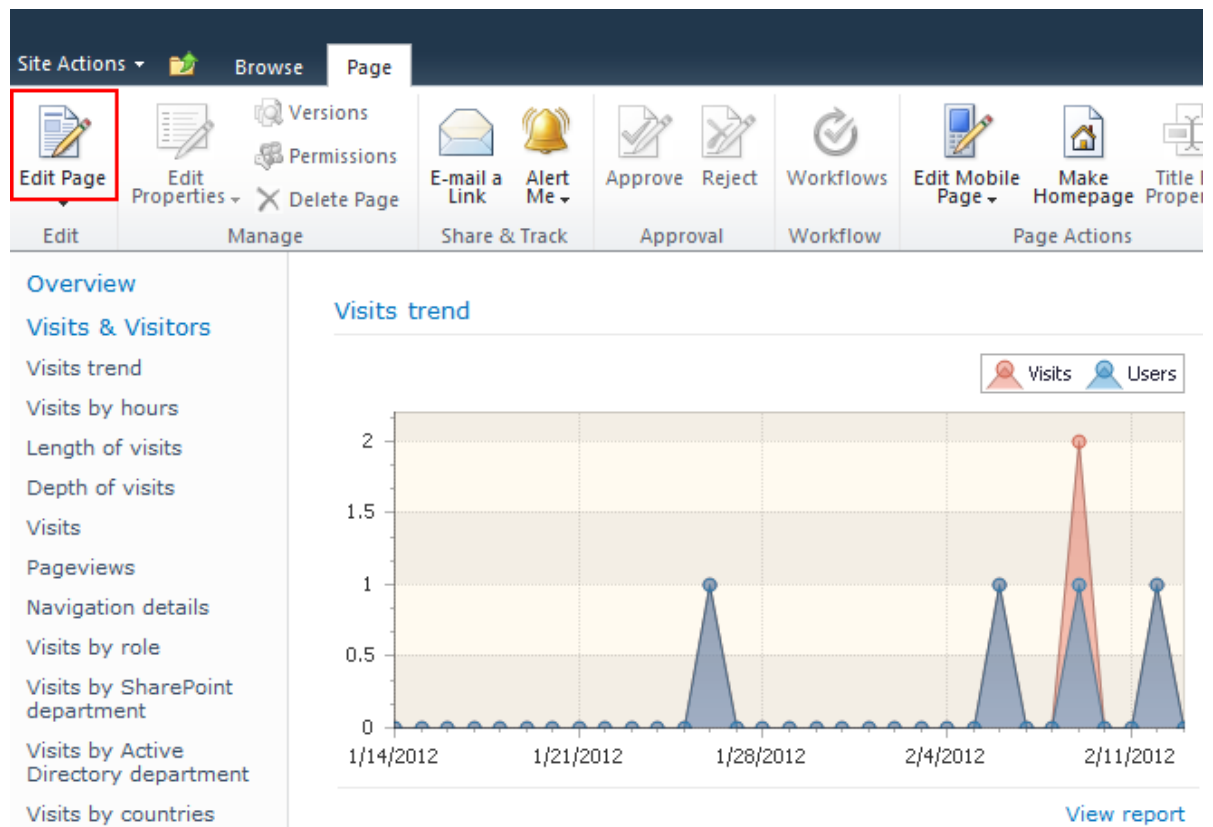 Site Actions Browse Page
Edit Page
Edit
Properties
Versions
Permissions
Delete Page
E-mail a
Link
Alert
Me
Approve Reject
Workflows
Edit Mobile
Page
Make
Homepage
Title
Edit Manage Share & Track Approval Workflow Page Actions
Overview
Visits & Visitors
Visits trend
Visits by hours
Length of visits
Depth of visits
Visits
Pageviews
Navigation details
Visits by role
Visits by SharePoint
department
Visits by Active
Directory department
Visits by countries
Visits trend
Visits Users
2
1.5
1
0.5
0
1/14/2012 1/21/2012 1/28/2012 2/4/2012 2/11/2012
View report